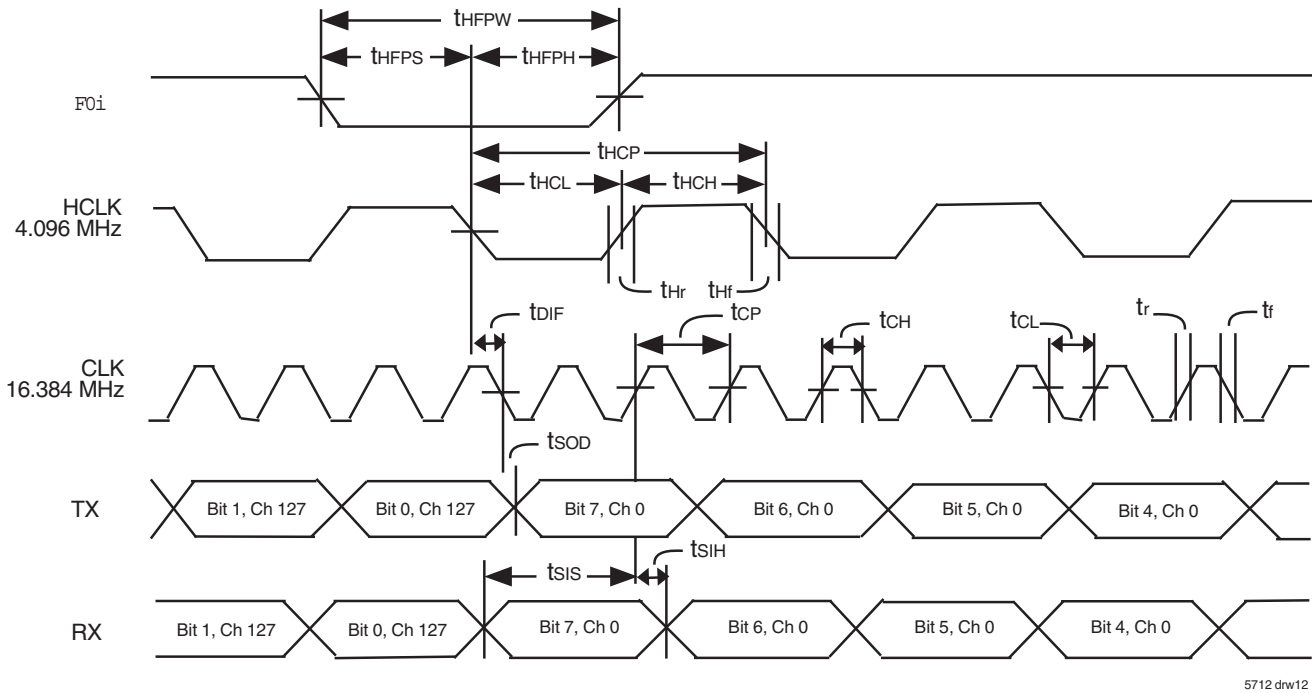 tHFPW
tHFPS tHFPH
F0i
tHCP
tHCL tHCH
HCLK
4.096 MHz
tHr tHf
tDIF tCP tCH tCL tr tf
CLK
16.384 MHz
tSOD
TX Bit 1, Ch 127 Bit 0, Ch 127 Bit 7, Ch 0 Bit 6, Ch 0 Bit 5, Ch 0 Bit 4, Ch 0
tSIS tSIH
RX Bit 1, Ch 127 Bit 0, Ch 127 Bit 7, Ch 0 Bit 6, Ch 0 Bit 5, Ch 0 Bit 4, Ch 0
5712 drw12